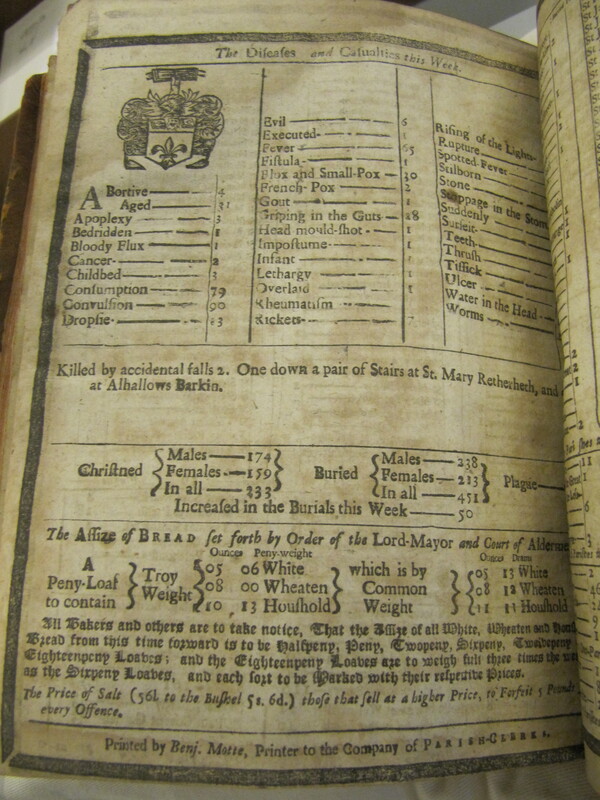 The Diseases and Casualties this Week.
ABortive 4
Aged 31
Apoplexy 3
Bedridden 1
Bloody Flux 1
Cancer 2
Childbed 3
Consumption 79
Convulsion 90
Dropsie 23
Evil 6
Executed
Fever 65
Fistula 1
Flox and Small Pox 30
French Pox 2
Gout 1
Griping in the Guts 28
Head mould-shot 1
Impostume 1
Infant 1
Lethargy 1
Overlaid 1
Rheumatism
Rickets 7
Rising of the Lights
Rupture
Spotted Fever
Stilborn
Stone
Stoppage in the Stom
Suddenly
Surfeit
Teeth
Thrush
Tissick
Ulcer
Water in the Head
Worms
Killed by accidental falls 2. One down a pair of Stairs at St. Mary Rethethech, and
at Alhallows Barkin.
Christned Males 174 Females 159 In all 333 Buried Males 238 Females 213 In all 451 Plague
Increased in the Burials this Week 50
The Assize of BREAD set forth by Order of the Lord-Mayor and Court of Alderme
Ounces Peny-weight Ounces Drams
A Peny-Loaf to contain Troy Weight 05 06 White 08 00 Wheaten 10 13 Houshold which is by Common Weight 05 13 White 08 12 Wheaten 11 11 Houshold
All Bakers and others are to take notice, That the Assize of all White, Wheaten and Hous
Bread from this time forward is to be Halfpeny, Peny, Twopeny, Sixpeny, Twelvepeny
Eighteenpeny Loaves; and the Eighteenpeny Loaves are to weigh full three times the wei
as the Sixpeny Loaves, and each sort to be Marked with their respective Prices.
The Price of Salt (56l. to the Bushel 5s. 6d.) those that sell at a higher Price, to Forfeit 5 Pounds
every Offence.
Printed by Benj. Motte, Printer to the Company of PARISH-CLERKS.